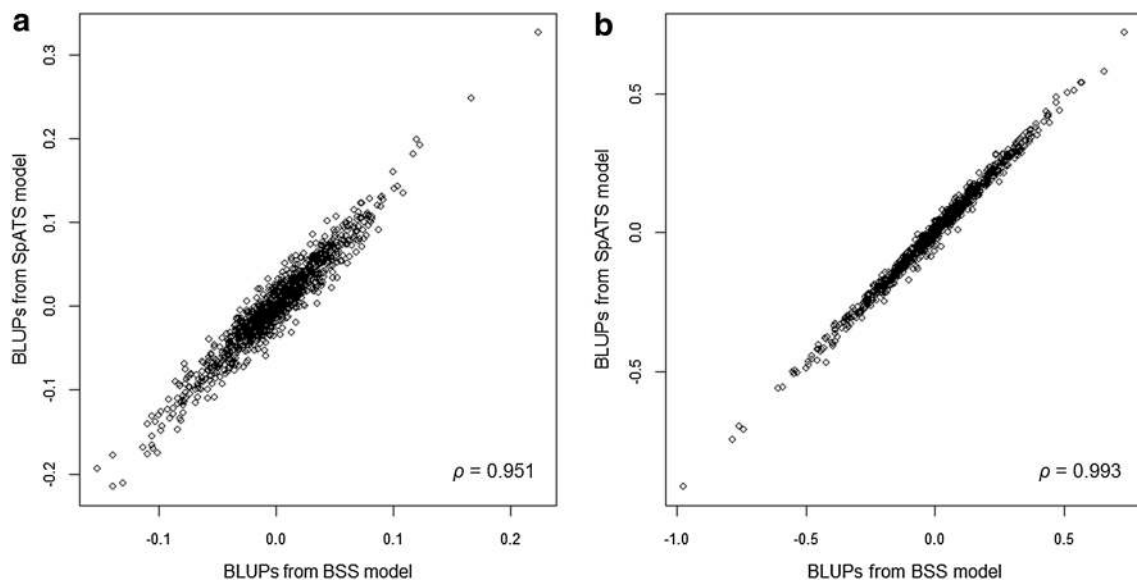 a
BLUPs from SpATS model
0.3
0.2
0.1
0.0
-0.1
-0.2
ρ = 0.951
-0.1 0.0 0.1 0.2
BLUPs from BSS model
b
BLUPs from SpATS model
0.5
0.0
-0.5
ρ = 0.993
-1.0 -0.5 0.0 0.5
BLUPs from BSS model